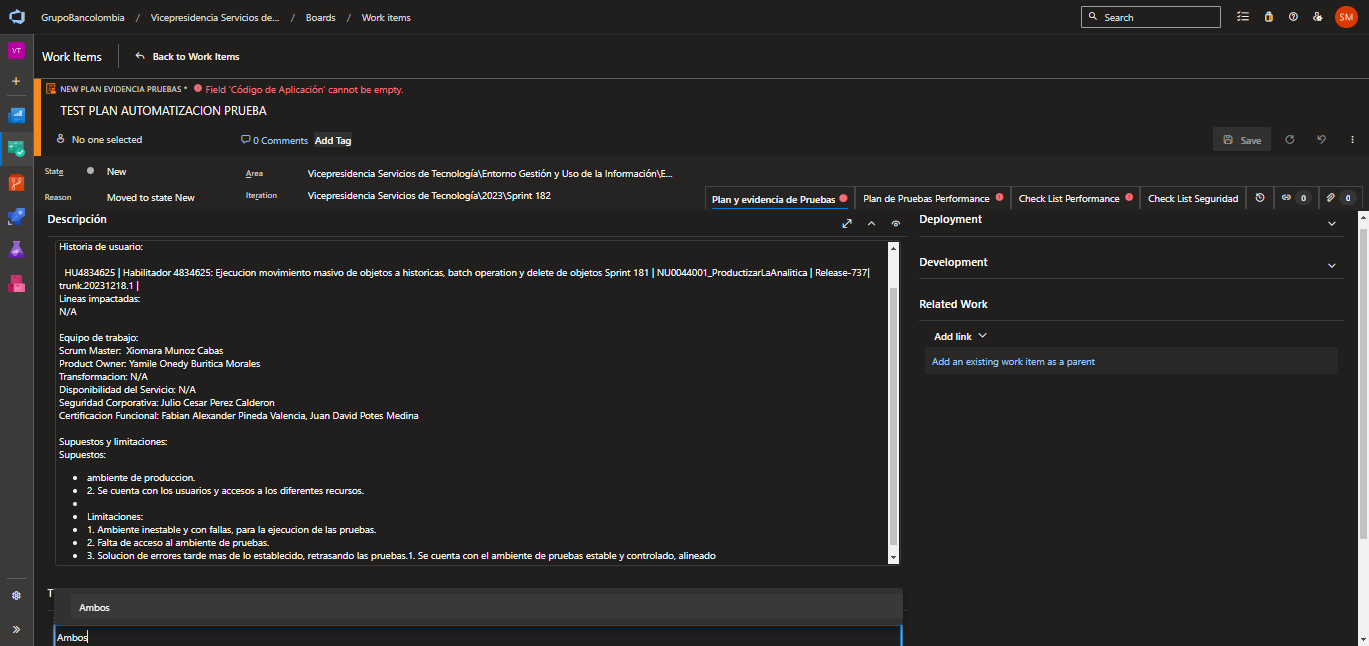 GrupoBancolombia / Vicepresidencia Servicios de... / Boards / Work items
Search
SM
VT
Work Items
Back to Work Items
NEW PLAN EVIDENCIA PRUEBAS * Field 'Código de Aplicación' cannot be empty.
TEST PLAN AUTOMATIZACION PRUEBA
No one selected
0 Comments
Add Tag
Save
State
New
Area
Vicepresidencia Servicios de Tecnología\Entorno Gestión y Uso de la Información\E...
Reason
Moved to state New
Iteration
Vicepresidencia Servicios de Tecnología\2023\Sprint 182
Plan y evidencia de Pruebas
Plan de Pruebas Performance
Check List Performance
Check List Seguridad
0
0
Descripción
Historia de usuario:
HU4834625 | Habilitador 4834625: Ejecucion movimiento masivo de objetos a historicas, batch operation y delete de objetos Sprint 181 | NU0044001_ProductizarLaAnalitica | Release-737|
trunk.20231218.1 |
Lineas impactadas:
N/A
Equipo de trabajo:
Scrum Master: Xiomara Munoz Cabas
Product Owner: Yamile Onedy Buritica Morales
Transformacion: N/A
Disponibilidad del Servicio: N/A
Seguridad Corporativa: Julio Cesar Perez Calderon
Certificacion Funcional: Fabian Alexander Pineda Valencia, Juan David Potes Medina
Supuestos y limitaciones:
Supuestos:
• ambiente de produccion.
• 2. Se cuenta con los usuarios y accesos a los diferentes recursos.
•
• Limitaciones:
• 1. Ambiente inestable y con fallas, para la ejecucion de las pruebas.
• 2. Falta de acceso al ambiente de pruebas.
• 3. Solucion de errores tarde mas de lo establecido, retrasando las pruebas.1. Se cuenta con el ambiente de pruebas estable y controlado, alineado
T
Ambos
Ambos
Deployment
Development
Related Work
Add link
Add an existing work item as a parent